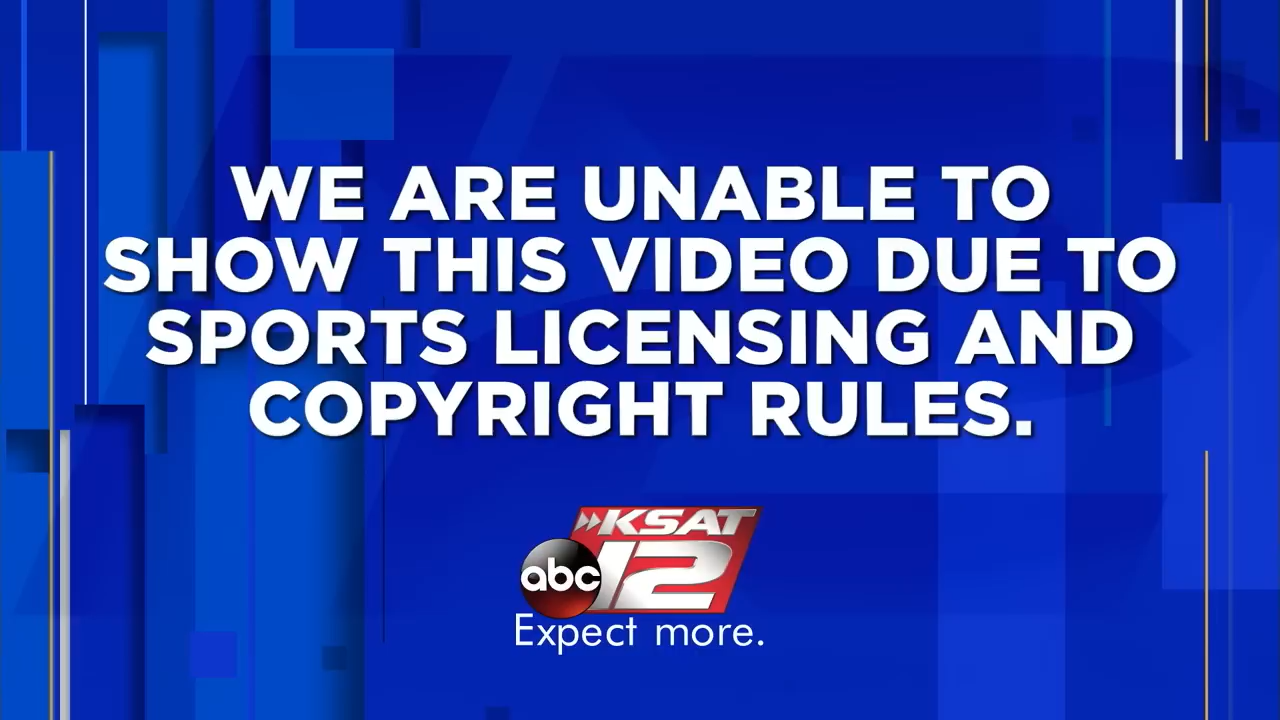 WE ARE UNABLE TO
SHOW THIS VIDEO DUE TO
SPORTS LICENSING AND
COPYRIGHT RULES.
KSAT
abc 12
Expect more.